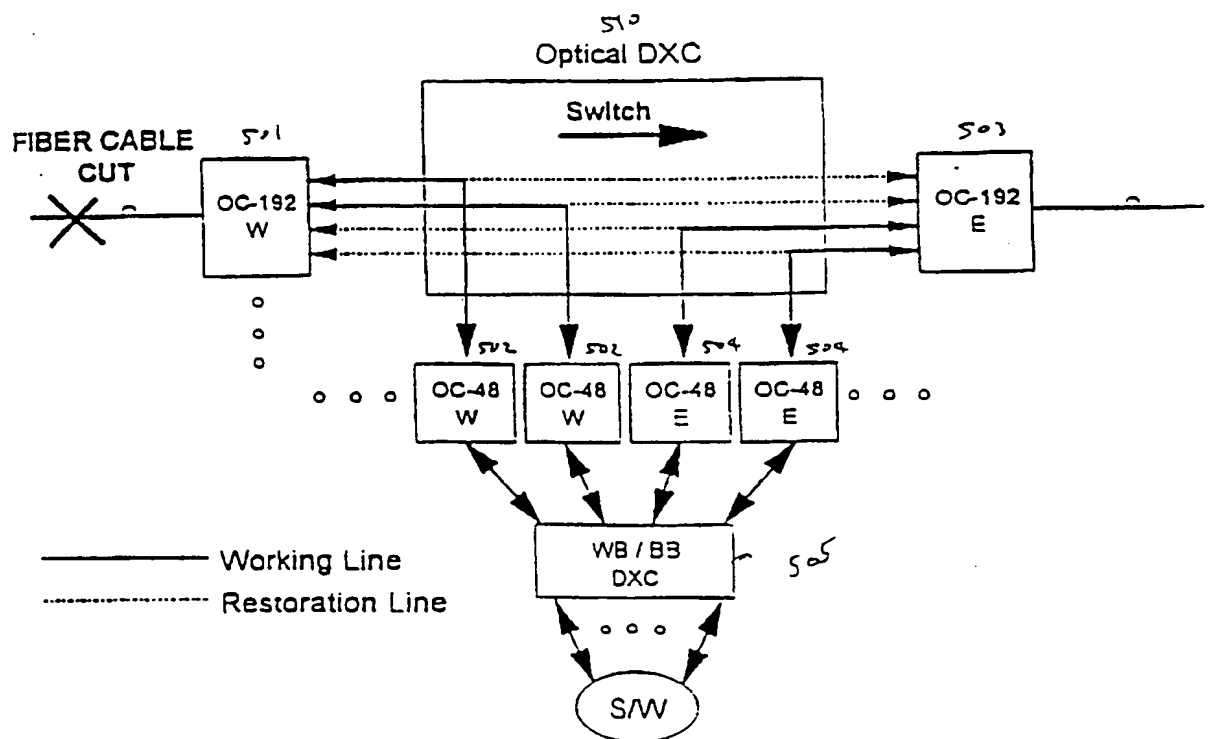 510
Optical DXC
Switch
FIBER CABLE
CUT
501
503
OC-192
W
OC-192
E
502
502
504
504
OC-48
W
OC-48
W
OC-48
E
OC-48
E
WB / BB
DXC
505
Working Line
Restoration Line
S/W